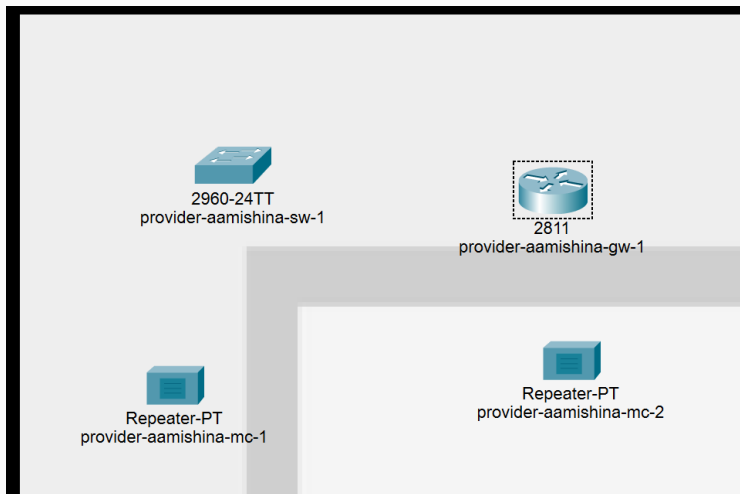 2960-24TT
provider-aamishina-sw-1
2811
provider-aamishina-gw-1
Repeater-PT
provider-aamishina-mc-1
Repeater-PT
provider-aamishina-mc-2